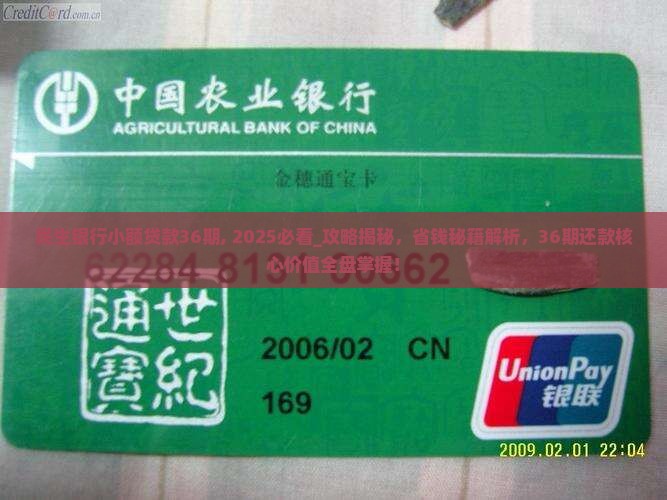 CreditCard.com.cn
中国农业银行
AGRICULTURAL BANK OF CHINA
金穗通宝卡
银行小额贷款36期, 2025必看_攻略揭秘，省钱秘籍解析，36期还款核
心价值全盘掌握！
世紀
通寶
2006/02 CN
169
UnionPay
银联
2009.02.01 22:04